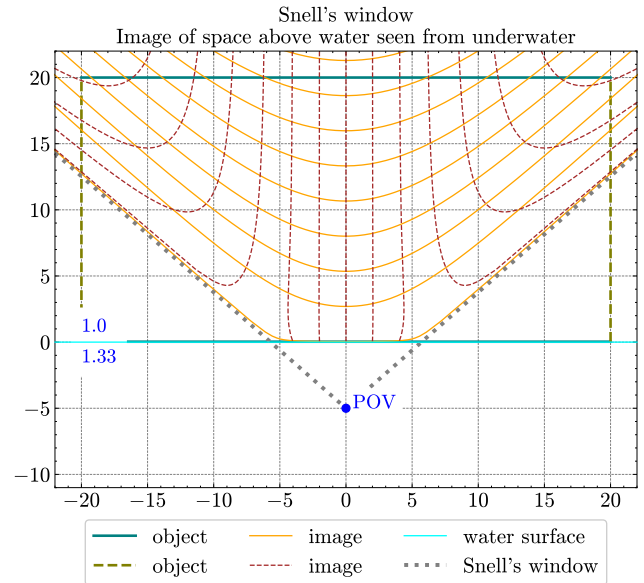 Snell's window
Image of space above water seen from underwater
20
15
10
5
0
−5
−10
1.0
1.33
POV
−20 −15 −10 −5 0 5 10 15 20
object image water surface
object image Snell's window